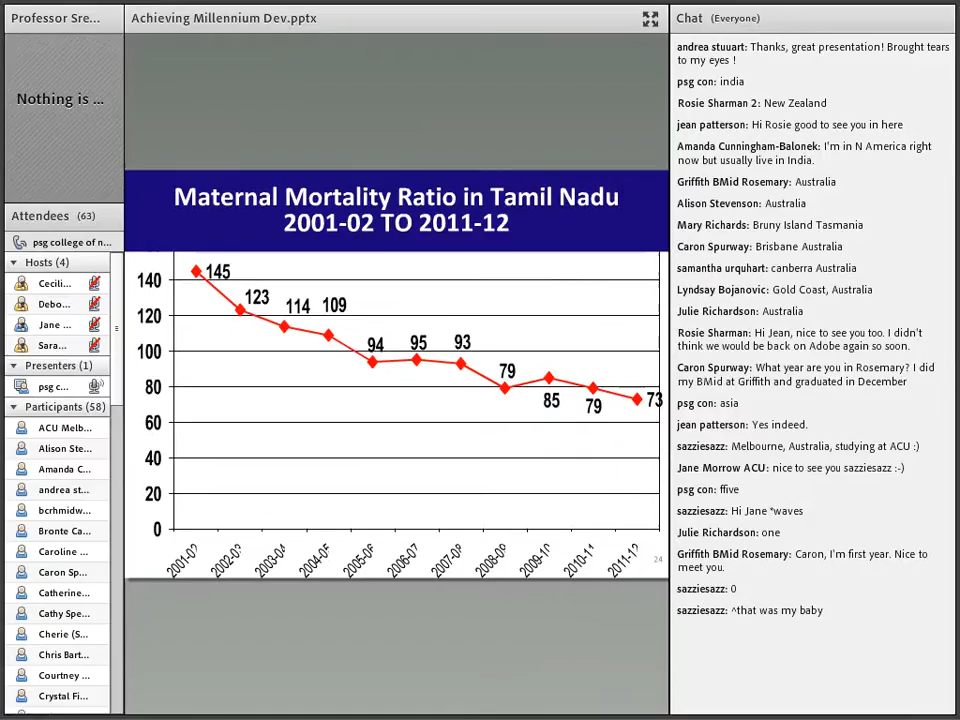 Professor Sre...
Nothing is ...
Attendees (63)
psg college of n...
Hosts (4)
Cecili...
Debo...
Jane ...
Sara...
Presenters (1)
psg c...
Participants (58)
ACU Melb...
Alison Ste...
Amanda C...
andrea st...
bcrhmidw...
Bronte Ca...
Caroline ...
Caron Sp...
Catherine...
Cathy Spe...
Cherie (S...
Chris Bart...
Courtney ...
Crystal Fi...
Achieving Millennium Dev.pptx
Maternal Mortality Ratio in Tamil Nadu
2001-02 TO 2011-12
140
120
100
80
60
40
20
0
145
123
114
109
94
95
93
79
85
79
73
2001-02
2002-03
2003-04
2004-05
2005-06
2006-07
2007-08
2008-09
2009-10
2010-11
2011-12
24
Chat (Everyone)
andrea stuuart: Thanks, great presentation! Brought tears
to my eyes !
psg con: india
Rosie Sharman 2: New Zealand
jean patterson: Hi Rosie good to see you in here
Amanda Cunningham-Balonek: I'm in N America right
now but usually live in India.
Griffith BMid Rosemary: Australia
Alison Stevenson: Australia
Mary Richards: Bruny Island Tasmania
Caron Spurway: Brisbane Australia
samantha urquhart: canberra Australia
Lyndsay Bojanovic: Gold Coast, Australia
Julie Richardson: Australia
Rosie Sharman: Hi Jean, nice to see you too. I didn't
think we would be back on Adobe again so soon.
Caron Spurway: What year are you in Rosemary? I did
my BMid at Griffith and graduated in December
psg con: asia
jean patterson: Yes indeed.
sazziesazz: Melbourne, Australia, studying at ACU :)
Jane Morrow ACU: nice to see you sazziesazz :-)
psg con: ffive
sazziesazz: Hi Jane *waves
Julie Richardson: one
Griffith BMid Rosemary: Caron, I'm first year. Nice to
meet you.
sazziesazz: 0
sazziesazz: ^that was my baby